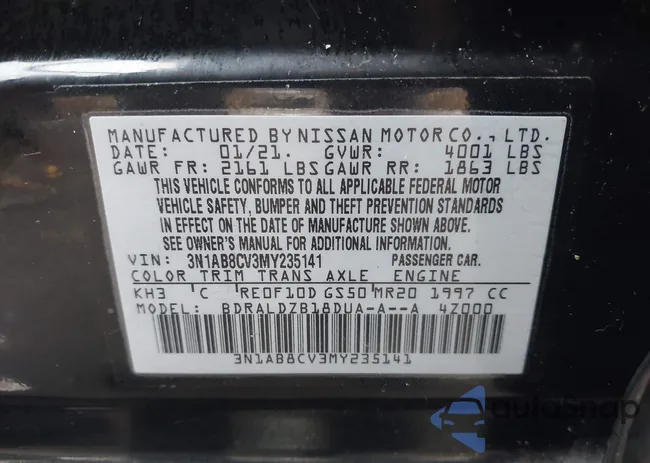 MANUFACTURED BY NISSAN MOTOR CO., LTD.
DATE: 01/21. GVWR: 4001 LBS
GAWR FR: 2161 LBS GAWR RR: 1863 LBS
THIS VEHICLE CONFORMS TO ALL APPLICABLE FEDERAL MOTOR
VEHICLE SAFETY, BUMPER AND THEFT PREVENTION STANDARDS
IN EFFECT ON THE DATE OF MANUFACTURE SHOWN ABOVE.
SEE OWNER'S MANUAL FOR ADDITIONAL INFORMATION.
VIN: 3N1AB8CV3MY235141 PASSENGER CAR.
COLOR TRIM TRANS AXLE ENGINE
KH3 'C RE0F10D GS50 MR20 1997 CC
MODEL: BDRALDZB18DUA-A--A 4Z000
3N1AB8CV3MY235141
autoSnap